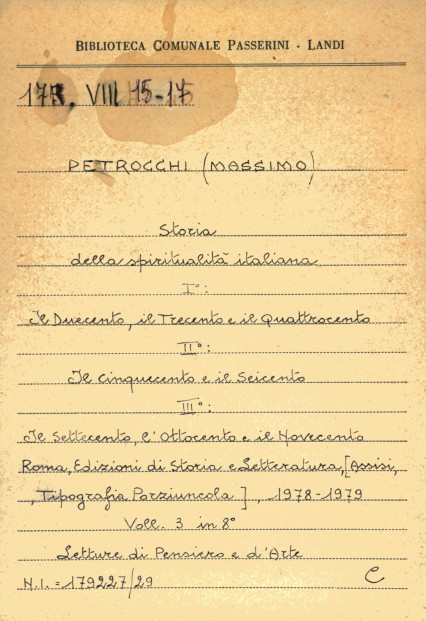 BIBLIOTECA COMUNALE PASSERINI - LANDI
17R. VIII 15-17
PETROCCHI (MASSIMO)
Storia
della spiritualità italiana
I°:
Il Duecento, il Trecento e il Quattrocento
II°:
Il Cinquecento e il Seicento
III°:
Il Settecento, l'Ottocento e il Novecento
Roma, Edizioni di Storia e Letteratura, [Assisi,
, Tipografia Porziuncola] , 1978-1979
Voll. 3 in 8°
Letture di Pensiero e d'Arte
N.I. = 179227/29 C